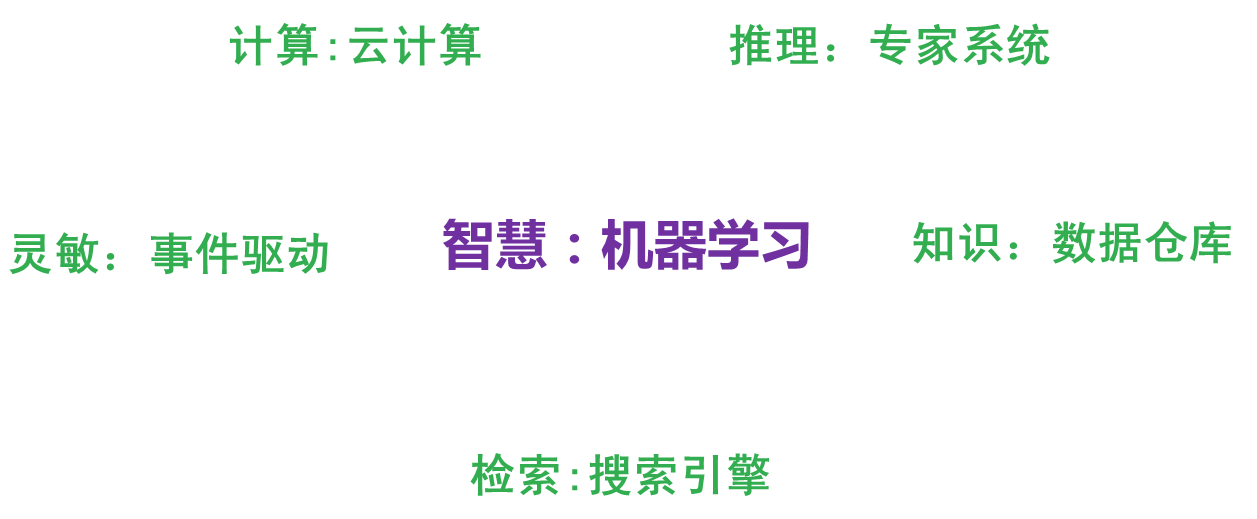 计算:云计算
推理：专家系统
灵敏：事件驱动
智慧：机器学习
知识：数据仓库
检索:搜索引擎